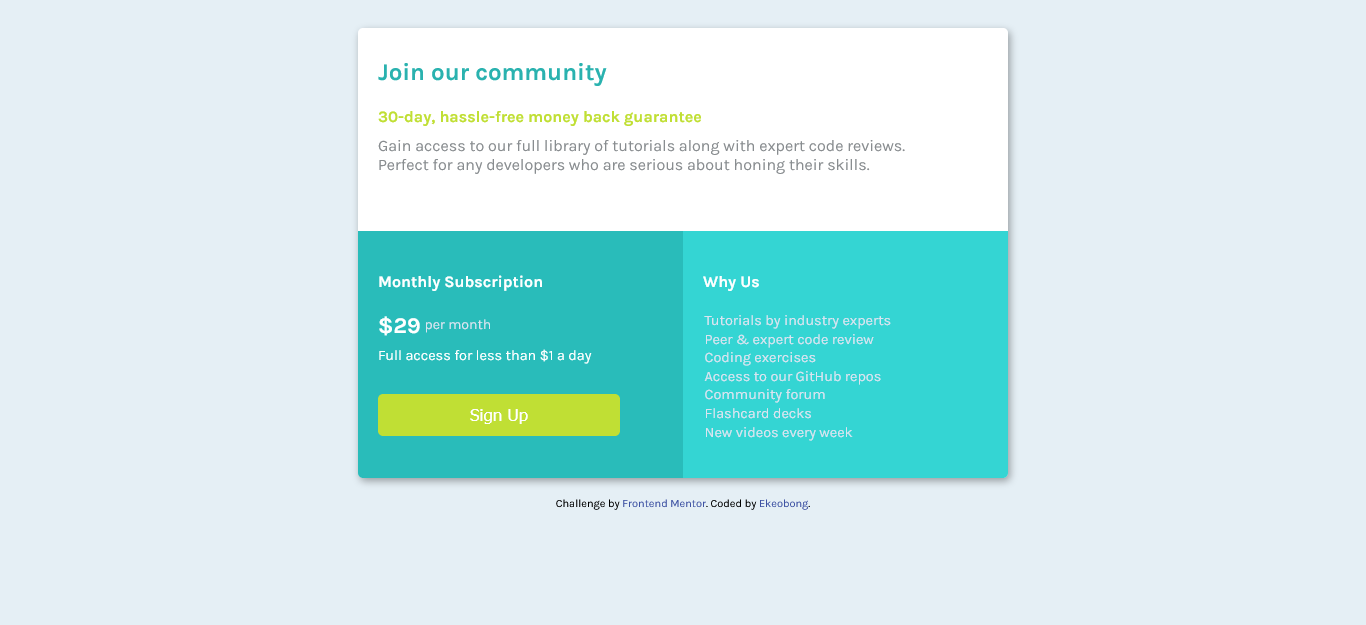 Join our community
30-day, hassle-free money back guarantee
Gain access to our full library of tutorials along with expert code reviews.
Perfect for any developers who are serious about honing their skills.
Monthly Subscription
$29 per month
Full access for less than $1 a day
Sign Up
Why Us
Tutorials by industry experts
Peer & expert code review
Coding exercises
Access to our GitHub repos
Community forum
Flashcard decks
New videos every week
Challenge by Frontend Mentor. Coded by Ekeobong.